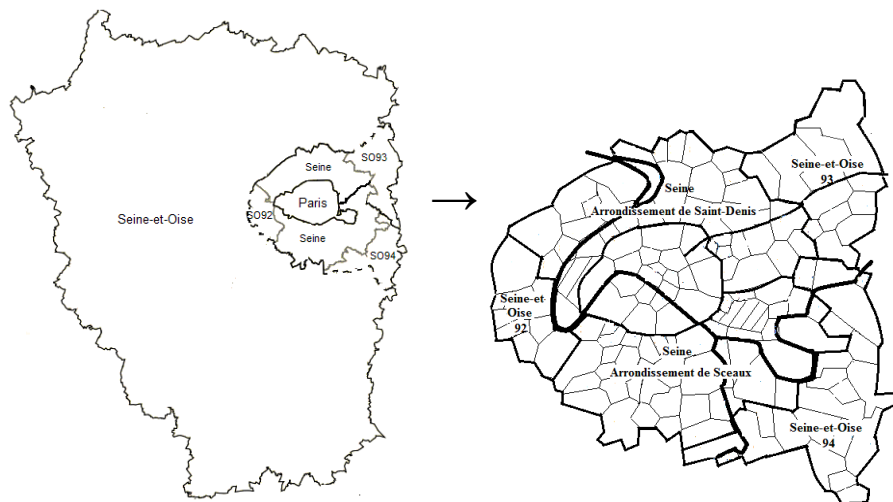 SO93
Seine
Seine-et-Oise
SO92
Paris
Seine
SO94
→
Seine-et-Oise
93
Seine
Arrondissement de Saint-Denis
Seine-et
Oise
92
Seine
Arrondissement de Sceaux
Seine-et-Oise
94